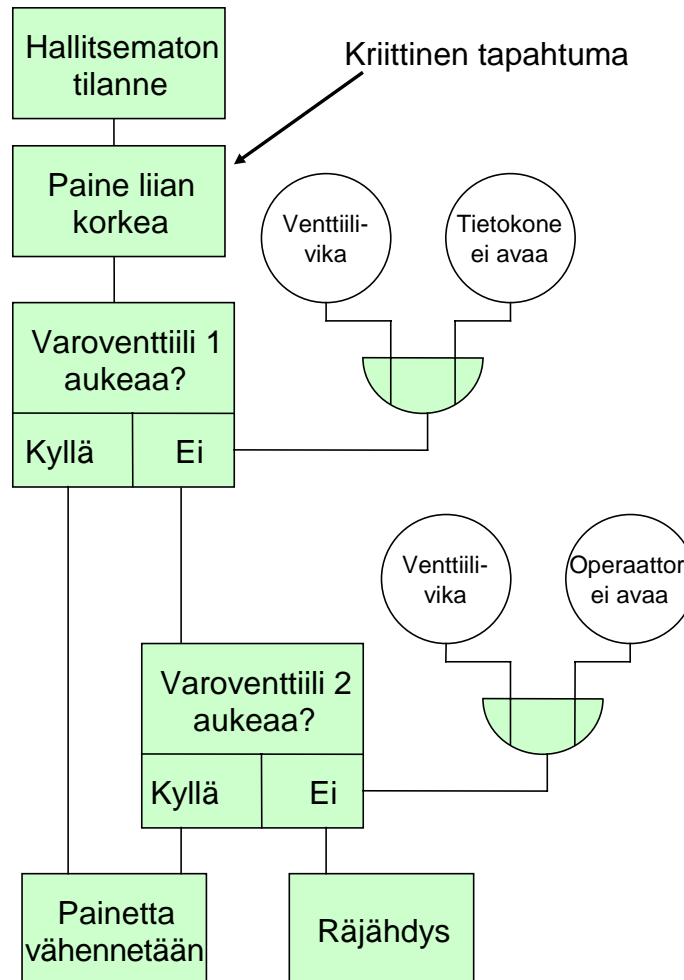 Hallitsematon
tilanne
Kriittinen tapahtuma
Paine liian
korkea
Venttiili-
vika
Tietokone
ei avaa
Varoventtiili 1
aukeaa?
Kyllä
Ei
Venttiili-
vika
Operaattor
ei avaa
Varoventtiili 2
aukeaa?
Kyllä
Ei
Painetta
vähennetään
Räjähdys